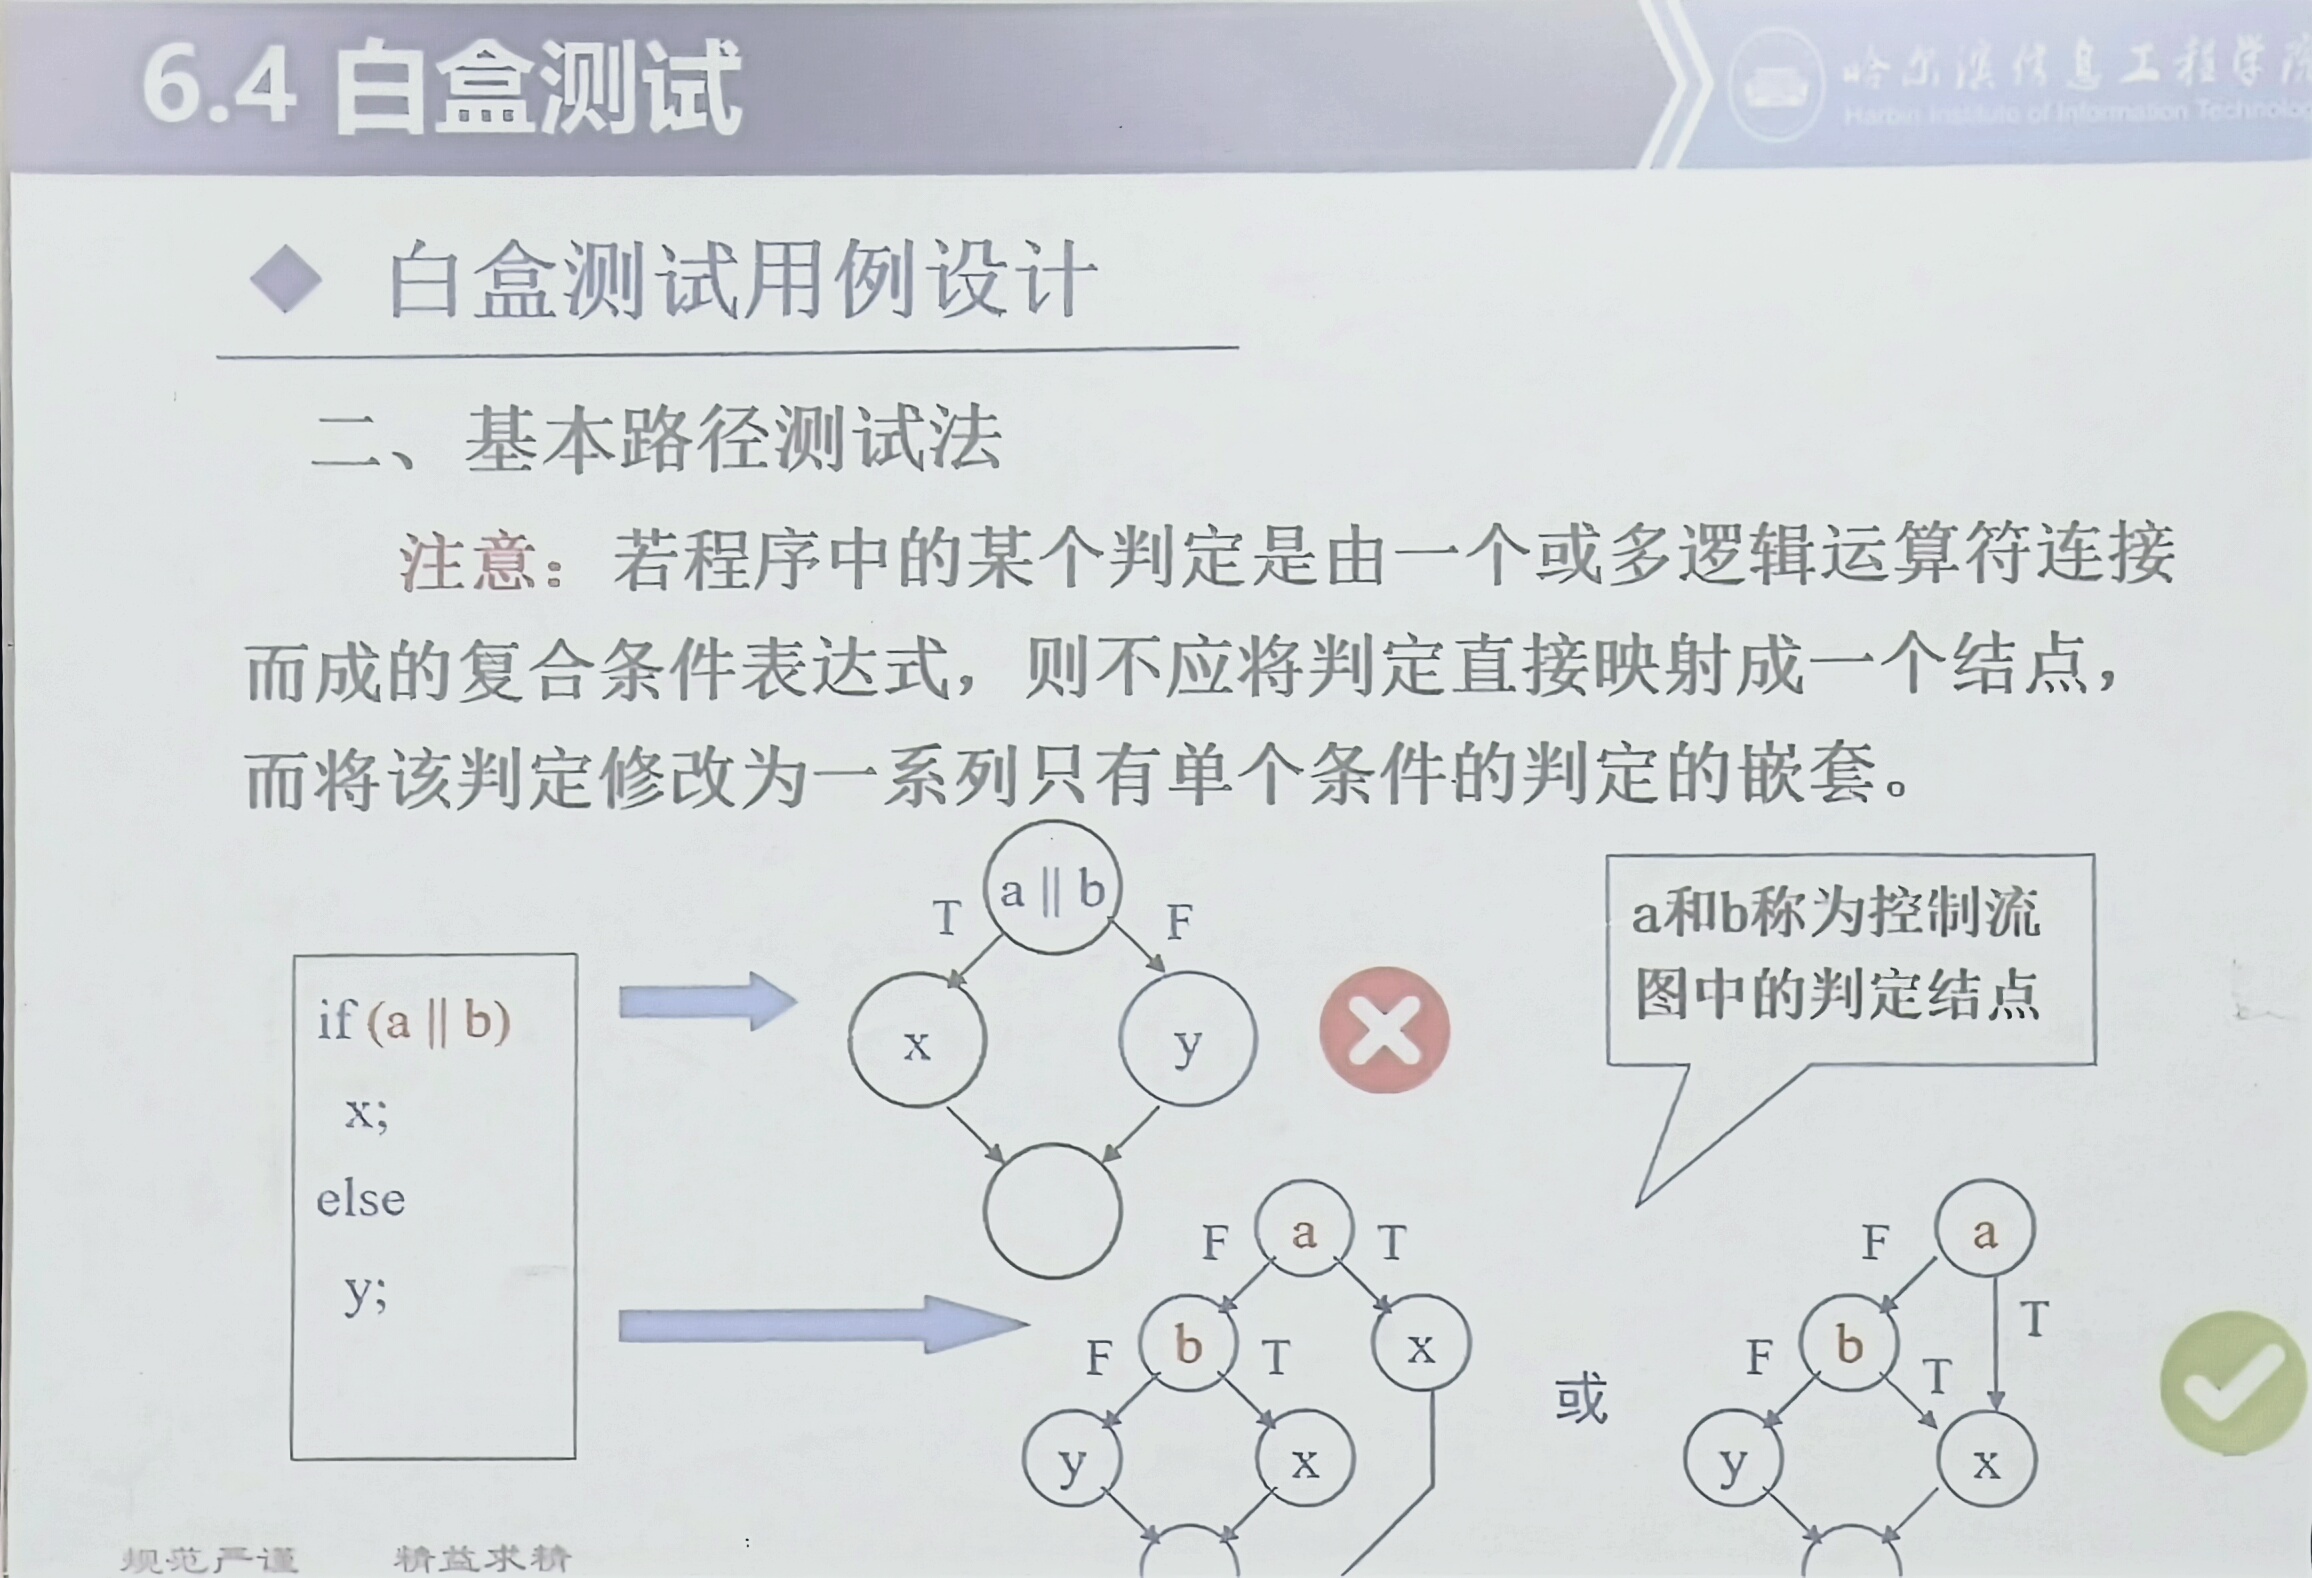 6.4 白盒测试
哈尔滨信息工程学院
Harbin Institute of Information Technology
白盒测试用例设计
二、基本路径测试法
注意：若程序中的某个判定是由一个或多逻辑运算符连接
而成的复合条件表达式，则不应将判定直接映射成一个结点，
而将该判定修改为一系列只有单个条件的判定的嵌套。
if (a || b)
x;
else
y;
a || b
T
F
x
y
a和b称为控制流
图中的判定结点
a
F
T
b
x
F
T
y
x
或
a
F
T
b
F
T
y
x
规范严谨 精益求精